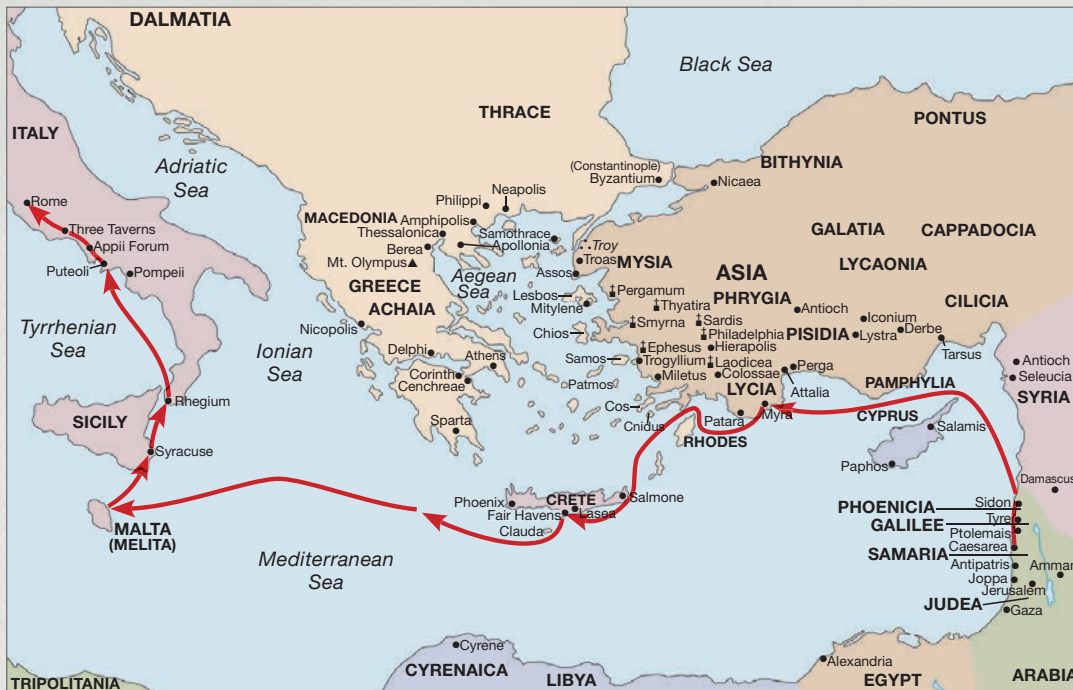 DALMATIA
Black Sea
THRACE
PONTUS
ITALY
Adriatic
Sea
(Constantinople)
Byzantium
BITHYNIA
Nicaea
Neapolis
Philippi
Rome
MACEDONIA
Amphipolis
Thessalonica
Samothrace
Apollonia
Berea
Mt. Olympus
Three Taverns
Appii Forum
Puteoli
Pompeii
GREECE
ACHAIA
Aegean
Sea
Troy
Troas
Assos
MYSIA
GALATIA
CAPPADOCIA
LYCAONIA
ASIA
PHRYGIA
Antioch
CILICIA
Lesbos
Mitylene
†Pergamum
†Thyatira
†Smyrna
†Sardis
†Philadelphia
PISIDIA
Iconium
Lystra
Derbe
Tarsus
Tyrrhenian
Sea
Nicopolis
Ionian
Sea
Delphi
Athens
Corinth
Cenchreae
Chios
Samos
†Ephesus
Hierapolis
Trogyllium
†Laodicea
Colossae
Miletus
Patmos
Perga
Attalia
LYCIA
PAMPHYLIA
Antioch
Seleucia
SYRIA
Rhegium
SICILY
Syracuse
Sparta
Cos
Cnidus
RHODES
Patara
Myra
CYPRUS
Salamis
Paphos
Damascus
MALTA
(MELITA)
Phoenix
CRETE
Salmone
Fair Havens
Lasea
Clauda
Mediterranean
Sea
PHOENICIA
Sidon
GALILEE
Tyre
Ptolemais
SAMARIA
Caesarea
Antipatris
Amman
Joppa
Jerusalem
JUDEA
Gaza
Cyrene
CYRENAICA
LIBYA
Alexandria
EGYPT
ARABIA
TRIPOLITANIA